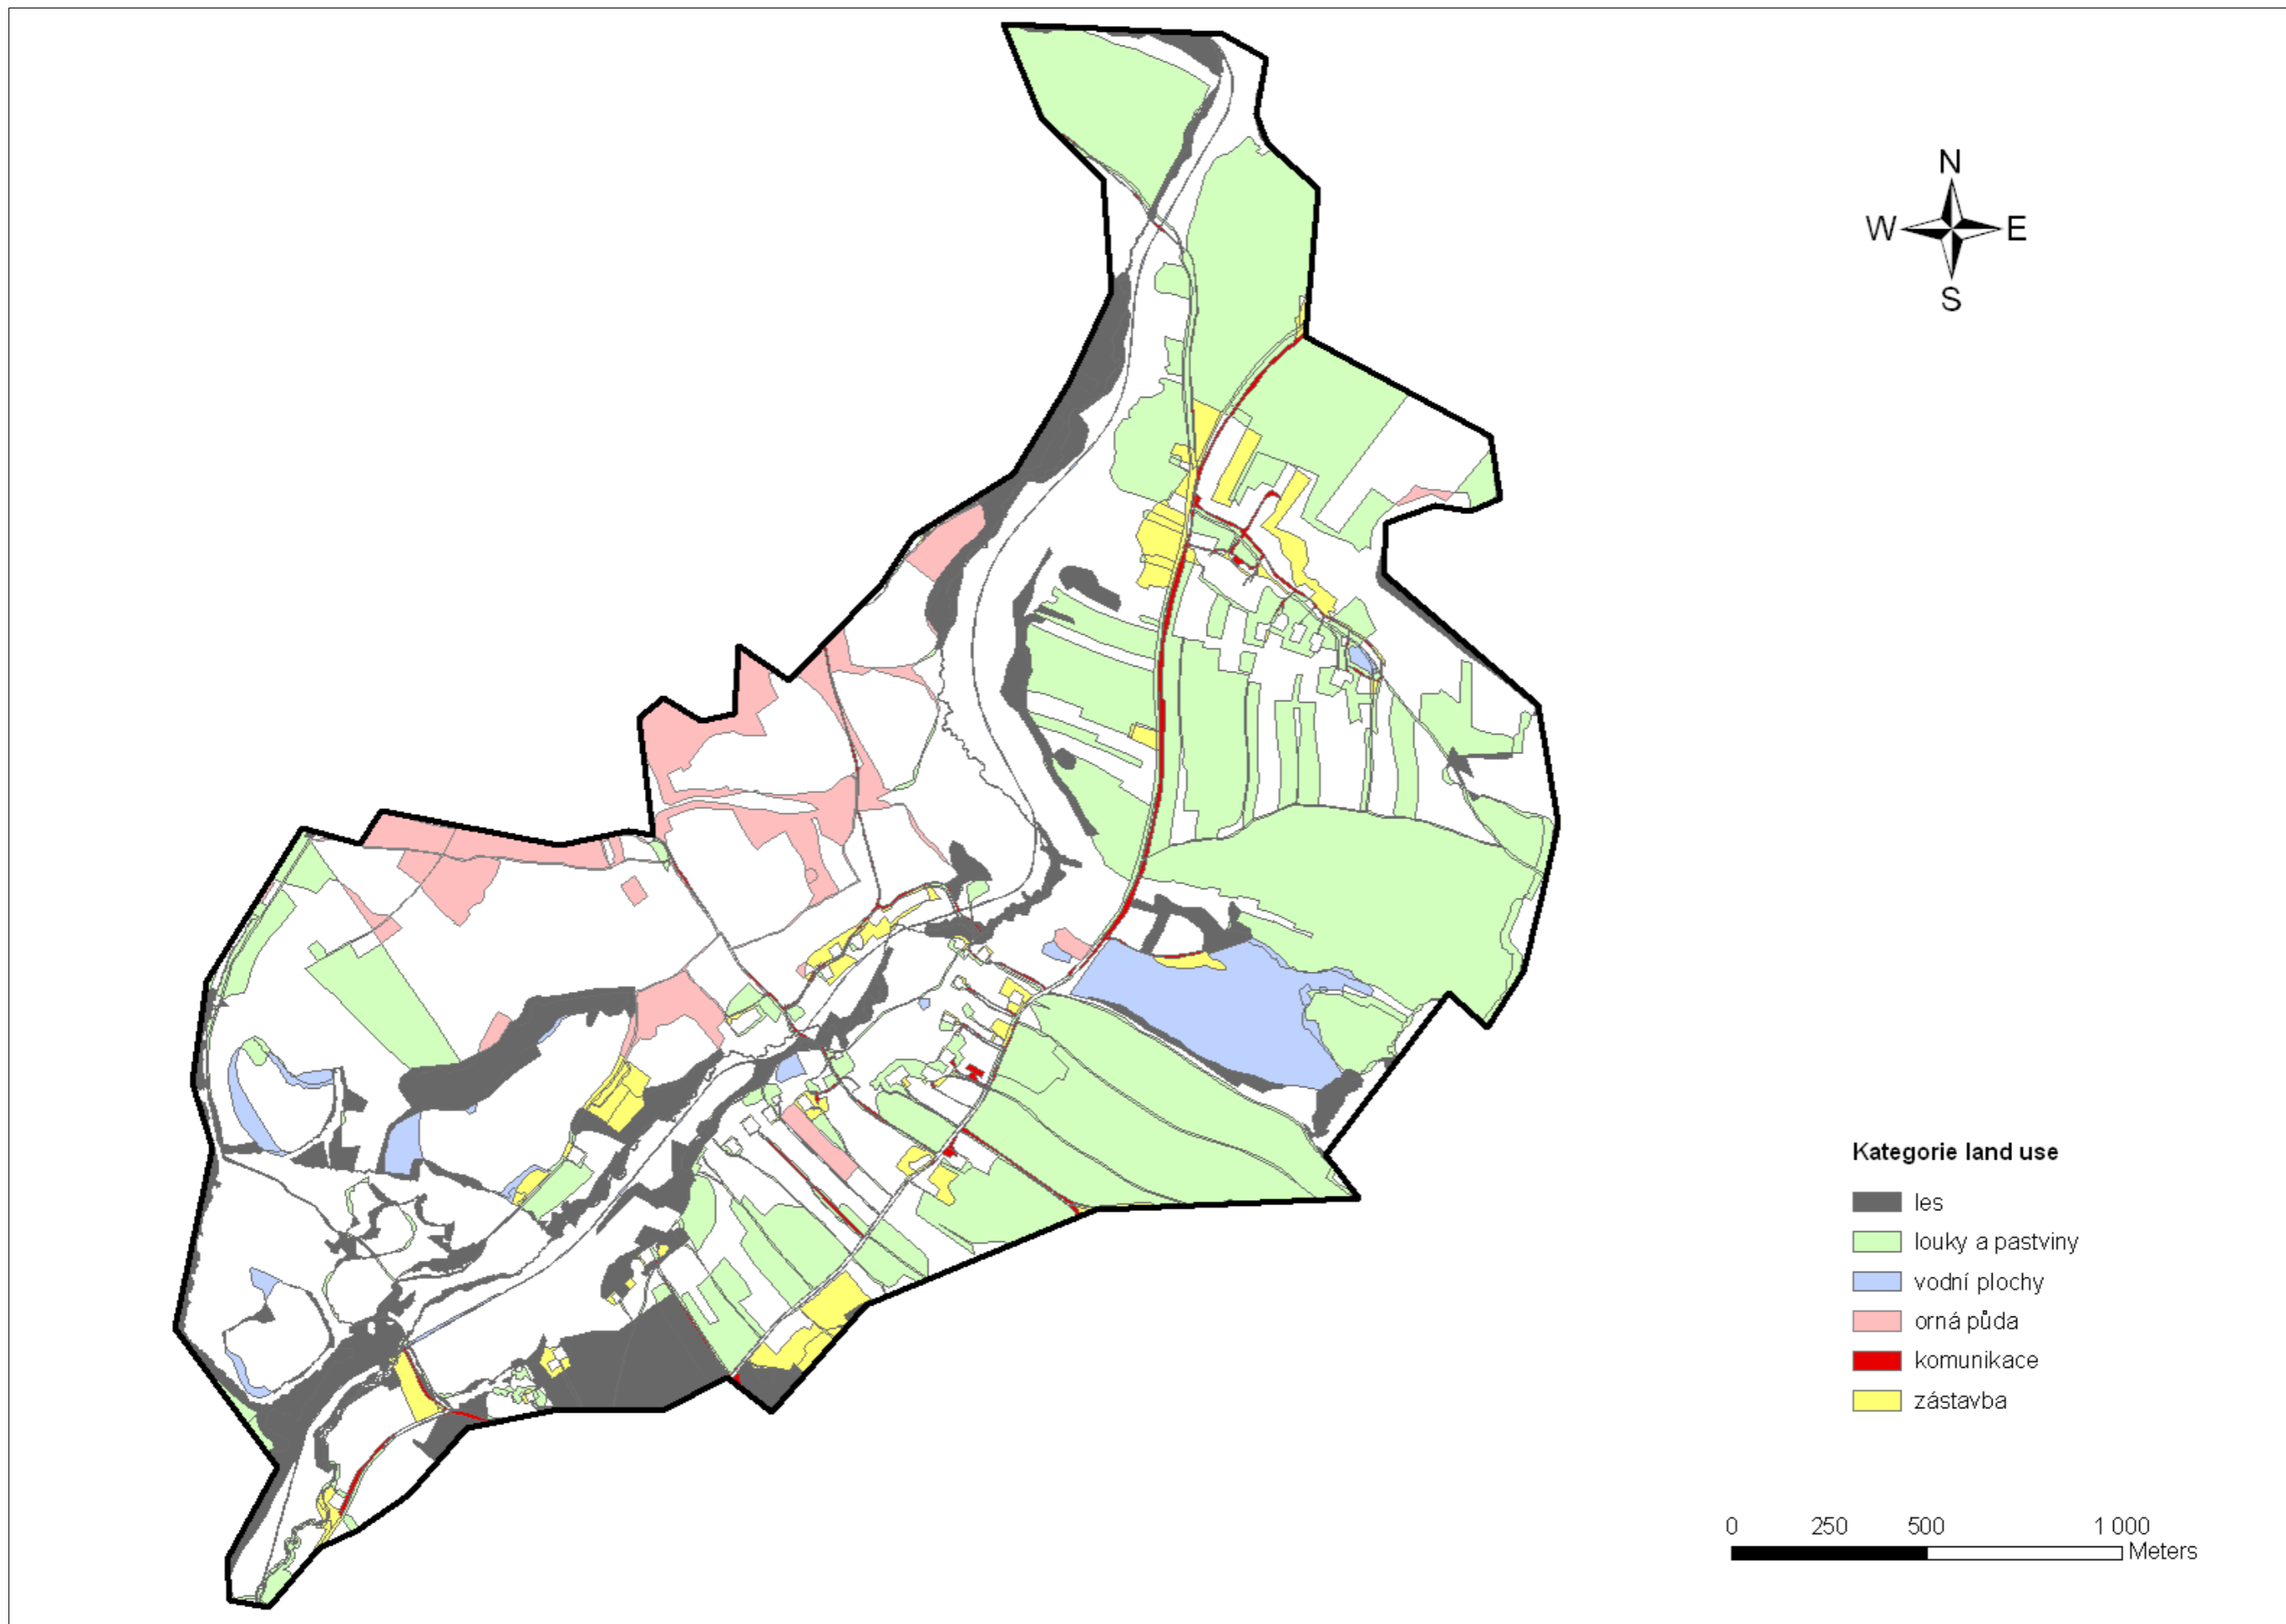 N
W E
S
Kategorie land use
les
louky a pastviny
vodní plochy
orná půda
komunikace
zástavba
0 250 500 1 000
Meters